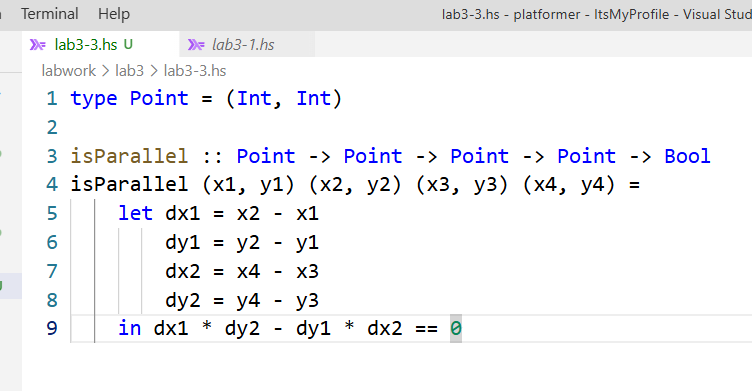 Terminal Help lab3-3.hs - platformer - ItsMyProfile - Visual Stud
lab3-3.hs U lab3-1.hs
labwork > lab3 > lab3-3.hs
1 type Point = (Int, Int)
2
3 isParallel :: Point -> Point -> Point -> Point -> Bool
4 isParallel (x1, y1) (x2, y2) (x3, y3) (x4, y4) =
5 let dx1 = x2 - x1
6 dy1 = y2 - y1
7 dx2 = x4 - x3
8 dy2 = y4 - y3
9 in dx1 * dy2 - dy1 * dx2 == 0